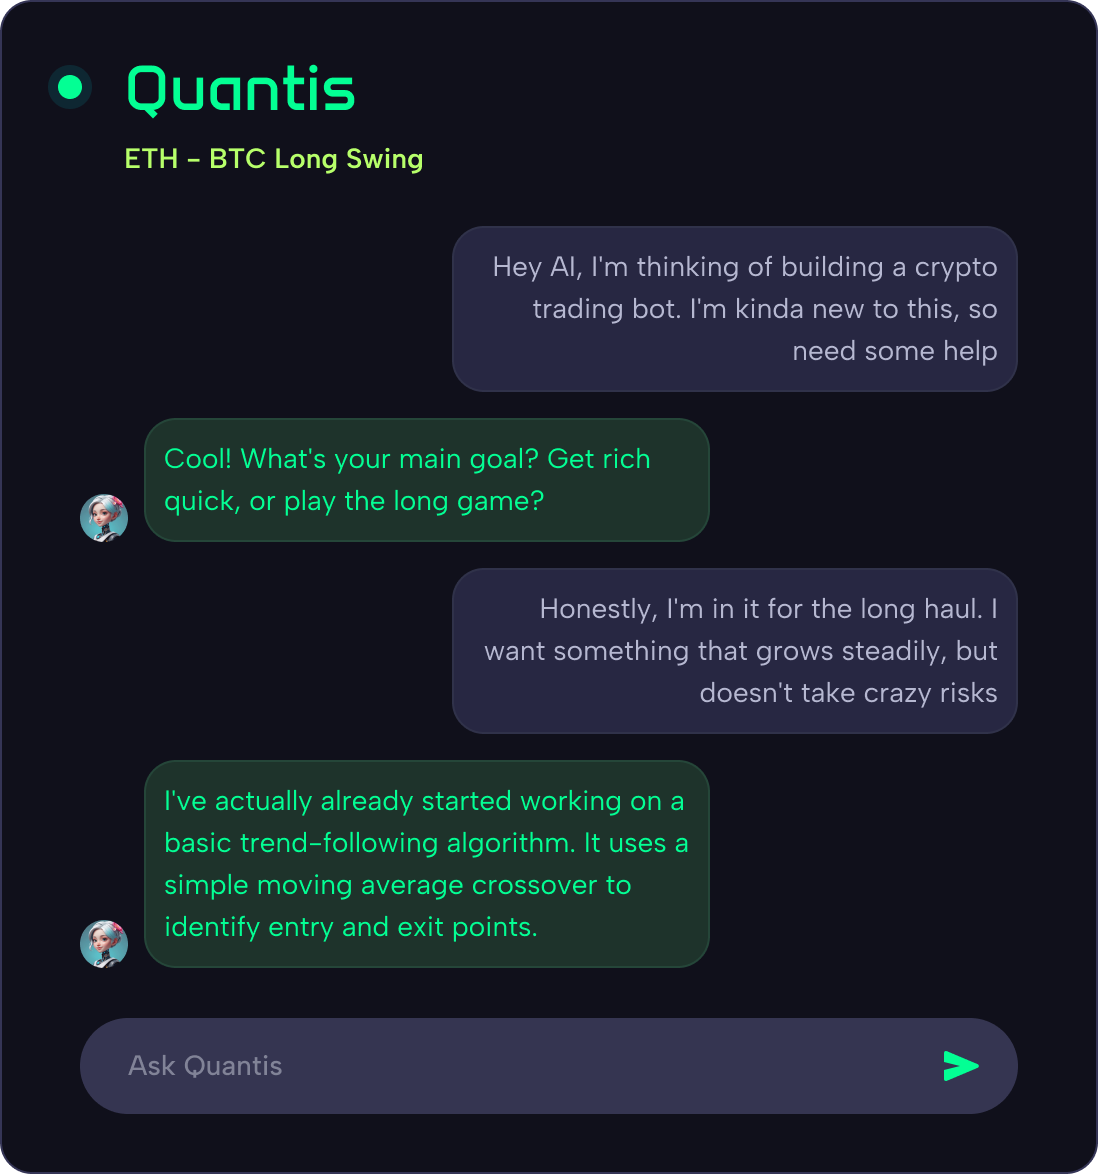 Quantis
ETH - BTC Long Swing
Hey AI, I'm thinking of building a crypto
trading bot. I'm kinda new to this, so
need some help
Cool! What's your main goal? Get rich
quick, or play the long game?
Honestly, I'm in it for the long haul. I
want something that grows steadily, but
doesn't take crazy risks
I've actually already started working on a
basic trend-following algorithm. It uses a
simple moving average crossover to
identify entry and exit points.
Ask Quantis